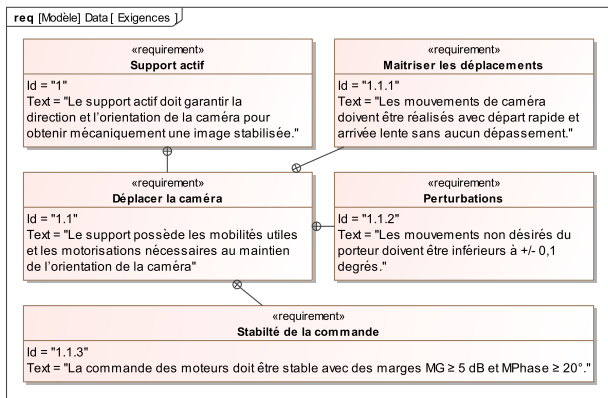 req [Modèle] Data [ Exigences ]
«requirement»
Support actif
Id = "1"
Text = "Le support actif doit garantir la
direction et l'orientation de la caméra pour
obtenir mécaniquement une image stabilisée."
«requirement»
Maitriser les déplacements
Id = "1.1.1"
Text = "Les mouvements de caméra
doivent être réalisés avec départ rapide et
arrivée lente sans aucun dépassement."
«requirement»
Déplacer la caméra
Id = "1.1"
Text = "Le support possède les mobilités utiles
et les motorisations nécessaires au maintien
de l'orientation de la caméra"
«requirement»
Perturbations
Id = "1.1.2"
Text = "Les mouvements non désirés du
porteur doivent être inférieurs à +/- 0,1
degrés."
«requirement»
Stabilté de la commande
Id = "1.1.3"
Text = "La commande des moteurs doit être stable avec des marges MG ≥ 5 dB et MPhase ≥ 20°."